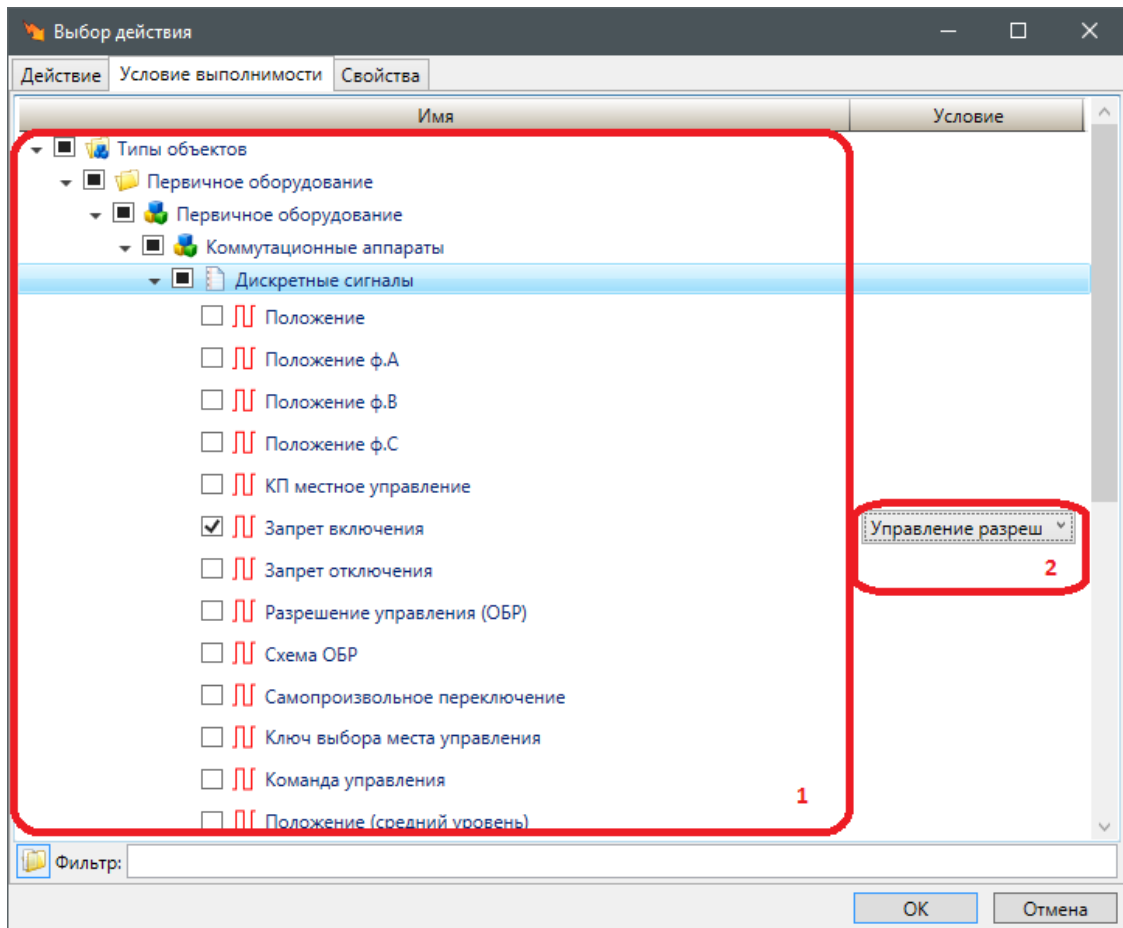 Выбор действия
Действие Условие выполнимости Свойства
Имя Условие
Типы объектов
Первичное оборудование
Первичное оборудование
Коммутационные аппараты
Дискретные сигналы
Положение
Положение ф.А
Положение ф.В
Положение ф.С
КП местное управление
Запрет включения Управление разреш
2
Запрет отключения
Разрешение управления (ОБР)
Схема ОБР
Самопроизвольное переключение
Ключ выбора места управления
Команда управления
1
Положение (средний уровень)
Фильтр:
OK Отмена